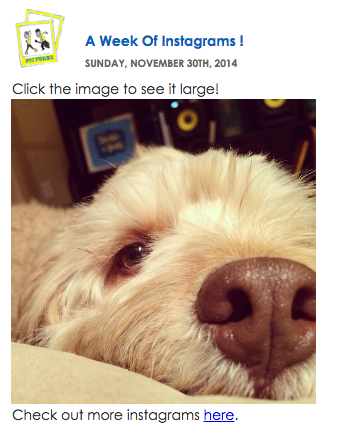 PICTURES
A Week Of Instagrams !
SUNDAY, NOVEMBER 30TH, 2014
Click the image to see it large!
Check out more instagrams here.